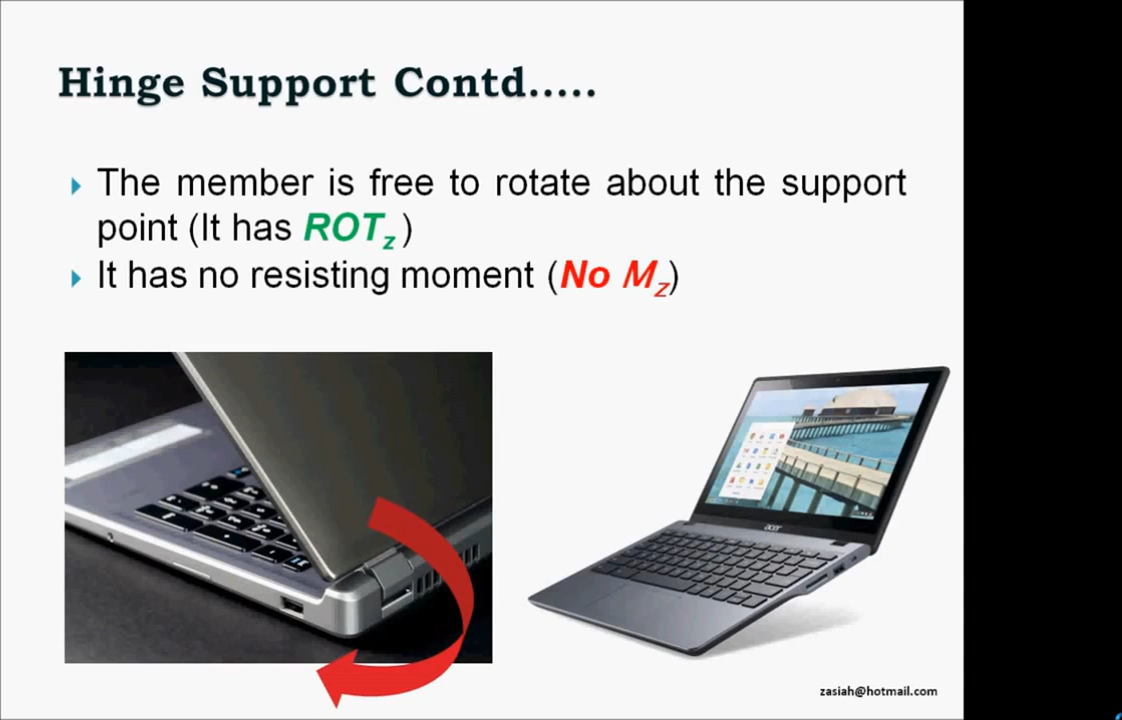 Hinge Support Contd.....
The member is free to rotate about the support
point (It has ROTz )
It has no resisting moment (No Mz)
acer
zasiah@hotmail.com